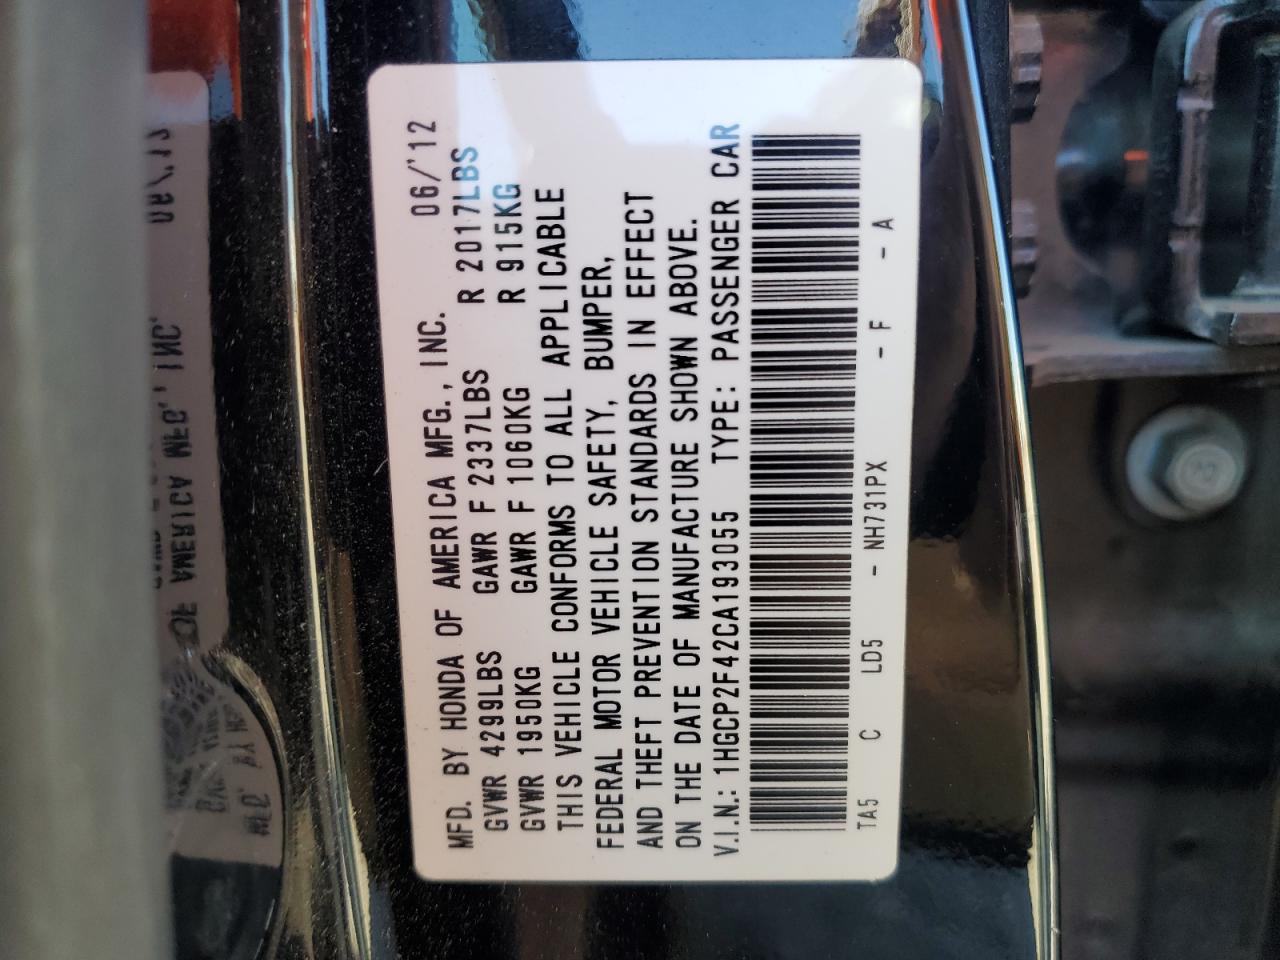 MFD. BY HONDA OF AMERICA MFG., INC. 06/'12
GVWR 4299LBS GAWR F 2337LBS R 2017LBS
GVWR 1950KG GAWR F 1060KG R 915KG
THIS VEHICLE CONFORMS TO ALL APPLICABLE
FEDERAL MOTOR VEHICLE SAFETY, BUMPER,
AND THEFT PREVENTION STANDARDS IN EFFECT
ON THE DATE OF MANUFACTURE SHOWN ABOVE.
V.I.N.: 1HGCP2F42CA193055 TYPE: PASSENGER CAR
TA5 C LD5 - NH731PX - F - A